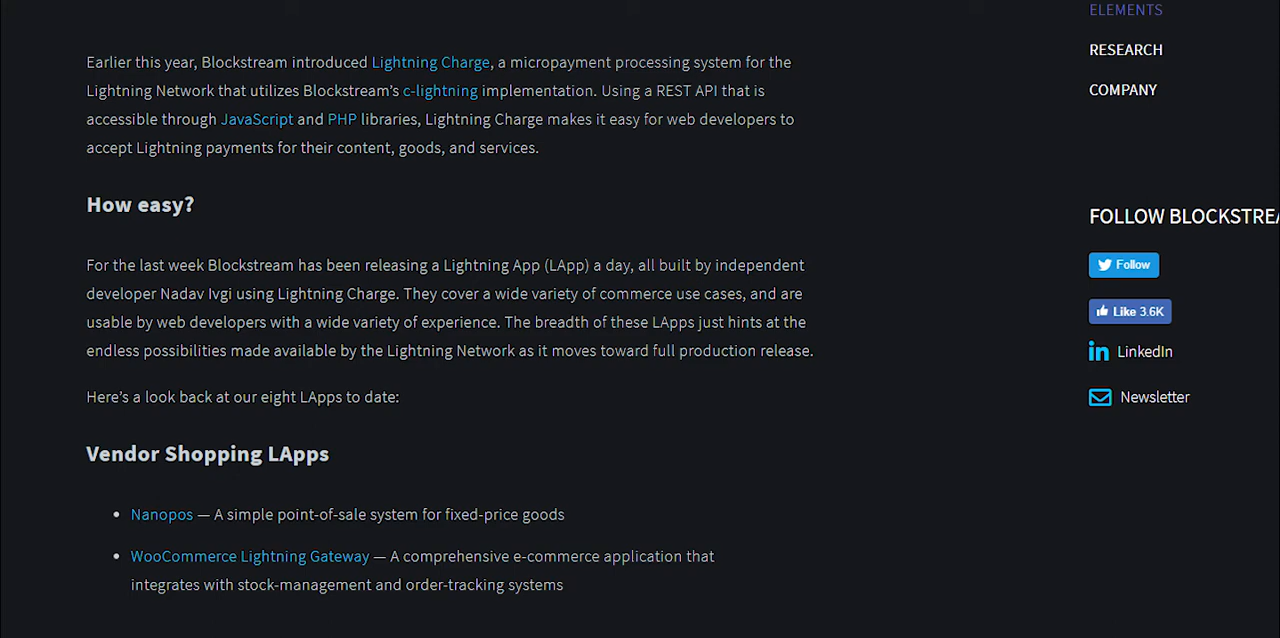 Earlier this year, Blockstream introduced Lightning Charge, a micropayment processing system for the
Lightning Network that utilizes Blockstream’s c-lightning implementation. Using a REST API that is
accessible through JavaScript and PHP libraries, Lightning Charge makes it easy for web developers to
accept Lightning payments for their content, goods, and services.
How easy?
For the last week Blockstream has been releasing a Lightning App (LApp) a day, all built by independent
developer Nadav Ivgi using Lightning Charge. They cover a wide variety of commerce use cases, and are
usable by web developers with a wide variety of experience. The breadth of these LApps just hints at the
endless possibilities made available by the Lightning Network as it moves toward full production release.
Here’s a look back at our eight LApps to date:
Vendor Shopping LApps
• Nanopos — A simple point-of-sale system for fixed-price goods
• WooCommerce Lightning Gateway — A comprehensive e-commerce application that
integrates with stock-management and order-tracking systems
ELEMENTS
RESEARCH
COMPANY
FOLLOW BLOCKSTREA
Follow
Like 3.6K
LinkedIn
Newsletter